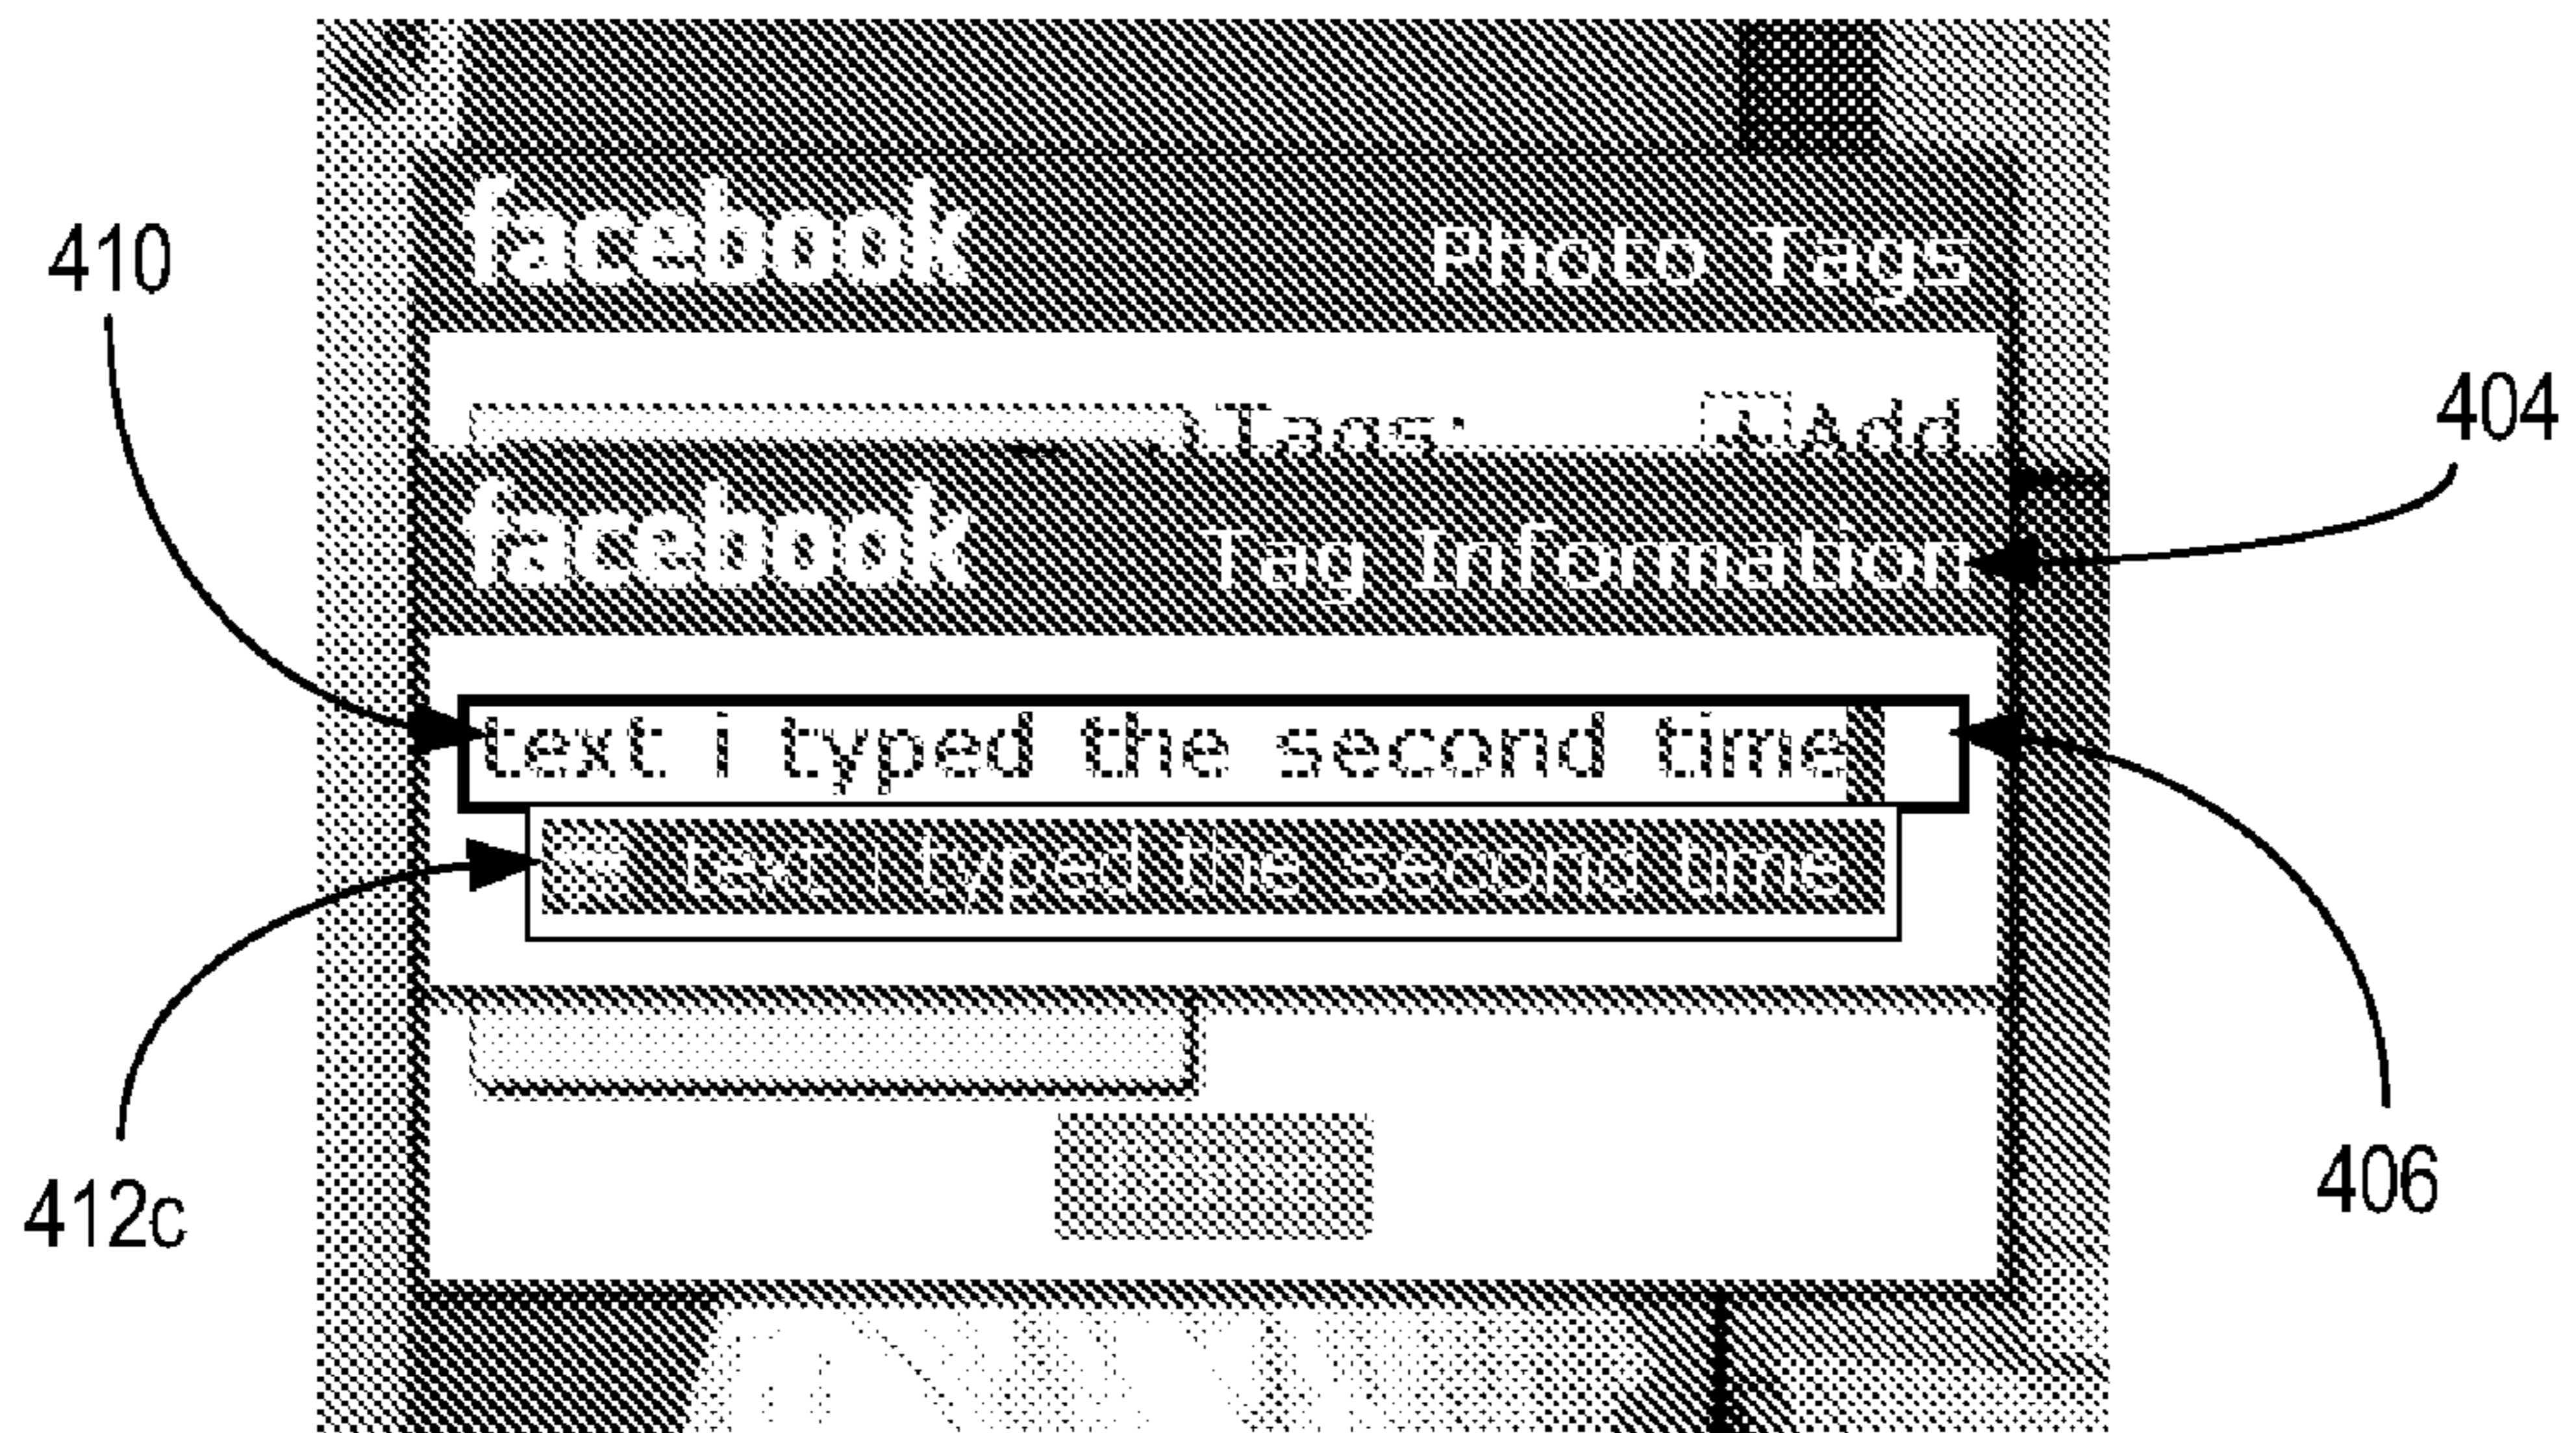 facebook Photo Tags
410
Tags: Add
404
facebook Tag Information
text i typed the second time
text i typed the second time
412c
406